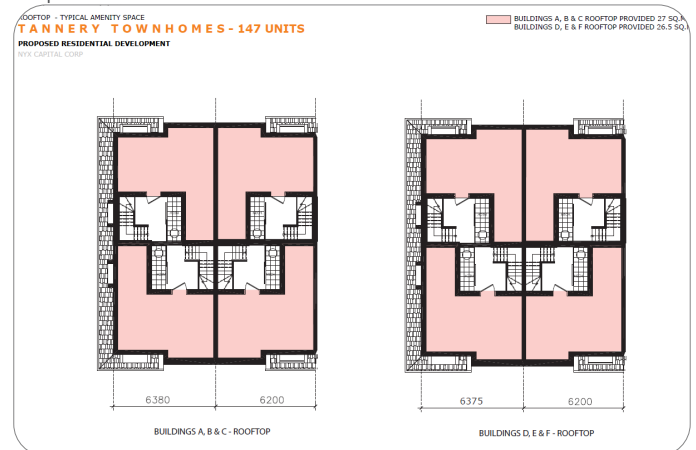 ROOFTOP - TYPICAL AMENITY SPACE
TANNERY TOWNHOMES - 147 UNITS
PROPOSED RESIDENTIAL DEVELOPMENT
NYX CAPITAL CORP
BUILDINGS A, B & C ROOFTOP PROVIDED 27 SQ.M
BUILDINGS D, E & F ROOFTOP PROVIDED 26.5 SQ.
6380 6200
6375 6200
BUILDINGS A, B & C - ROOFTOP
BUILDINGS D, E & F - ROOFTOP